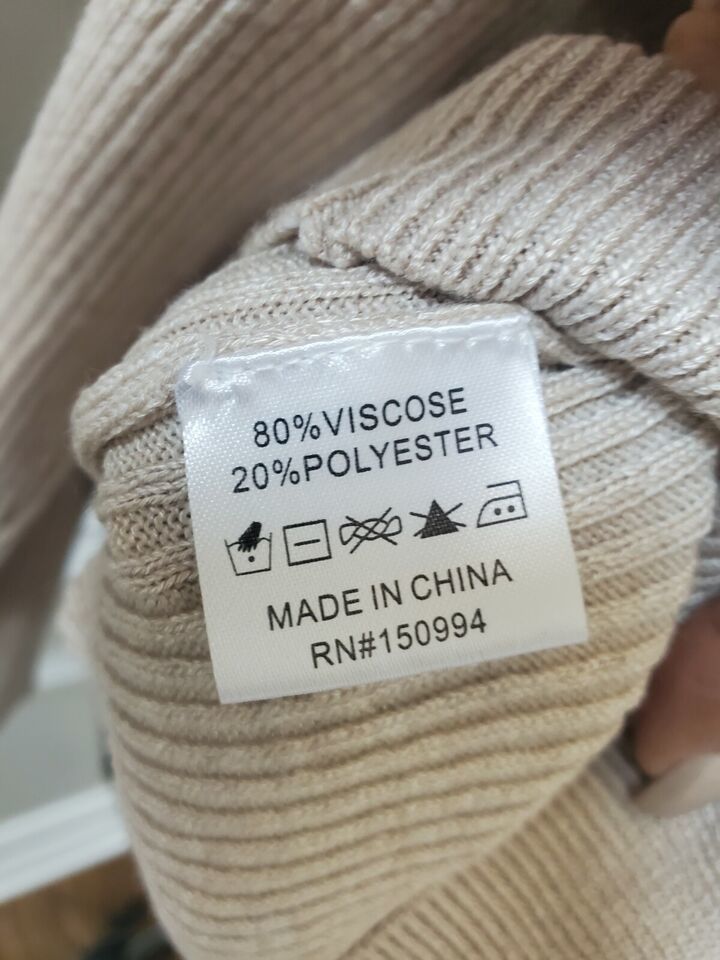 80%VISCOSE
20%POLYESTER
MADE IN CHINA
RN#150994